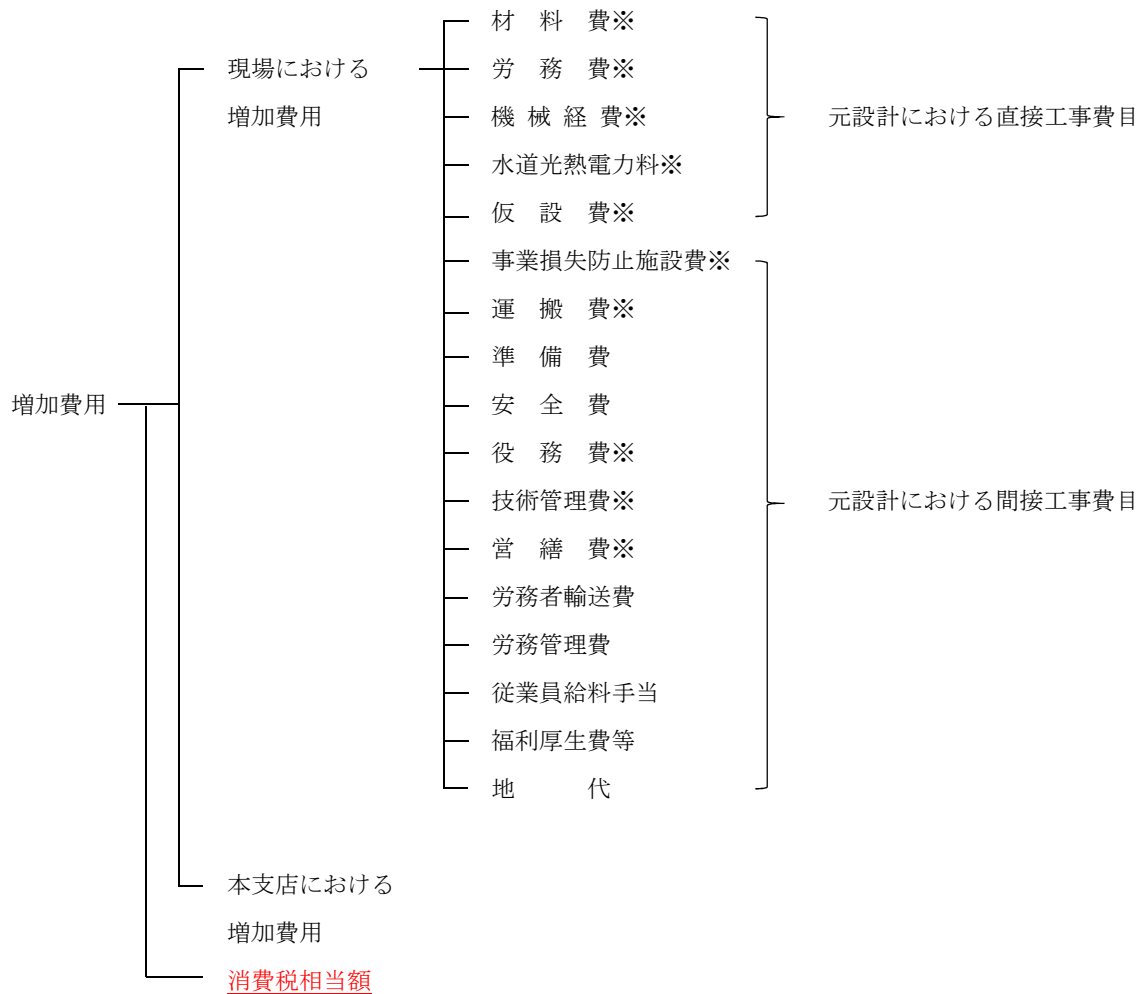 材　料　費※
現場における
労　務　費※
増加費用
機 械 経 費※
元設計における直接工事費目
水道光熱電力料※
仮　設　費※
事業損失防止施設費※
運　搬　費※
準　備　費
増加費用
安　全　費
役　務　費※
技術管理費※
元設計における間接工事費目
営　繕　費※
労務者輸送費
労務管理費
従業員給料手当
福利厚生費等
地　　　代
本支店における
増加費用
消費税相当額